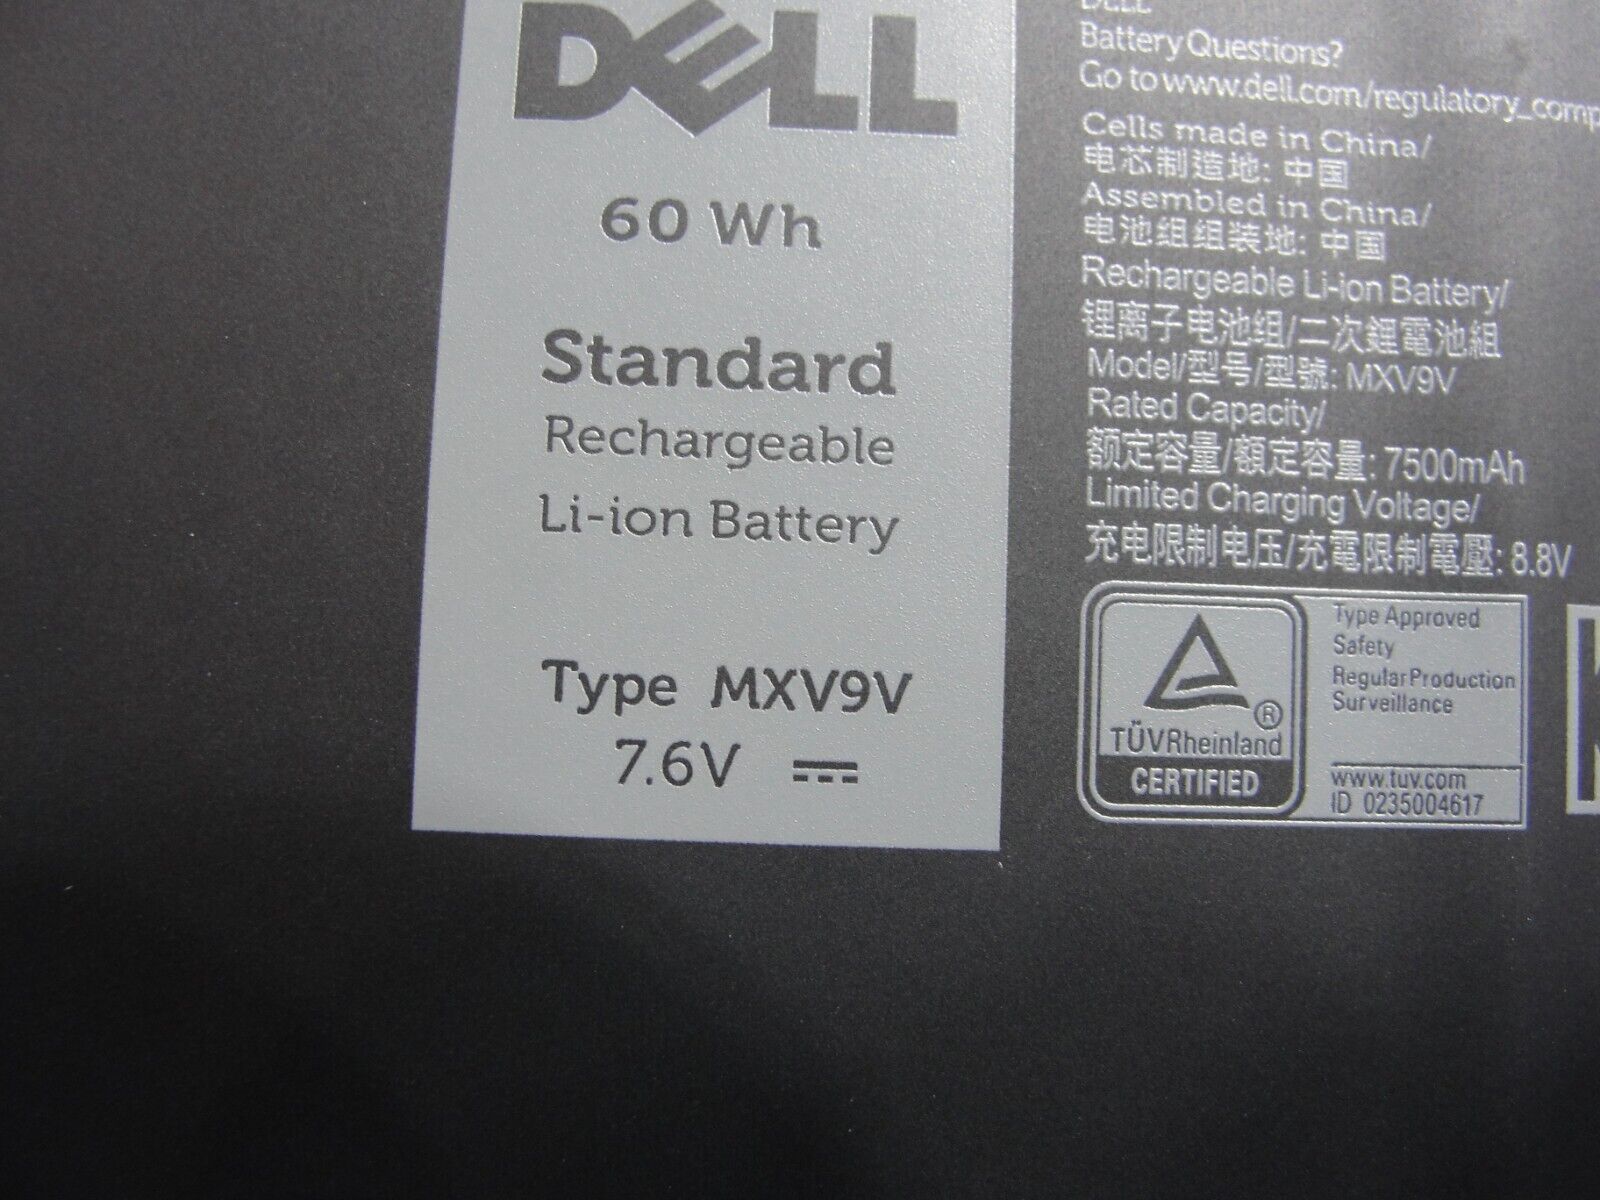 DELL
60 Wh
Standard
Rechargeable
Li-ion Battery
Type MXV9V
7.6V
DELL
Battery Questions?
Go to www.dell.com/regulatory_comp
Cells made in China/
电芯制造地: 中国
Assembled in China/
电池组组装地: 中国
Rechargeable Li-ion Battery/
锂离子电池组/二次鋰電池組
Model/型号/型號: MXV9V
Rated Capacity/
额定容量/額定容量: 7500mAh
Limited Charging Voltage/
充电限制电压/充電限制電壓: 8.8V
TÜVRheinland®
CERTIFIED
Type Approved
Safety
Regular Production
Surveillance
www.tuv.com
ID 0235004617